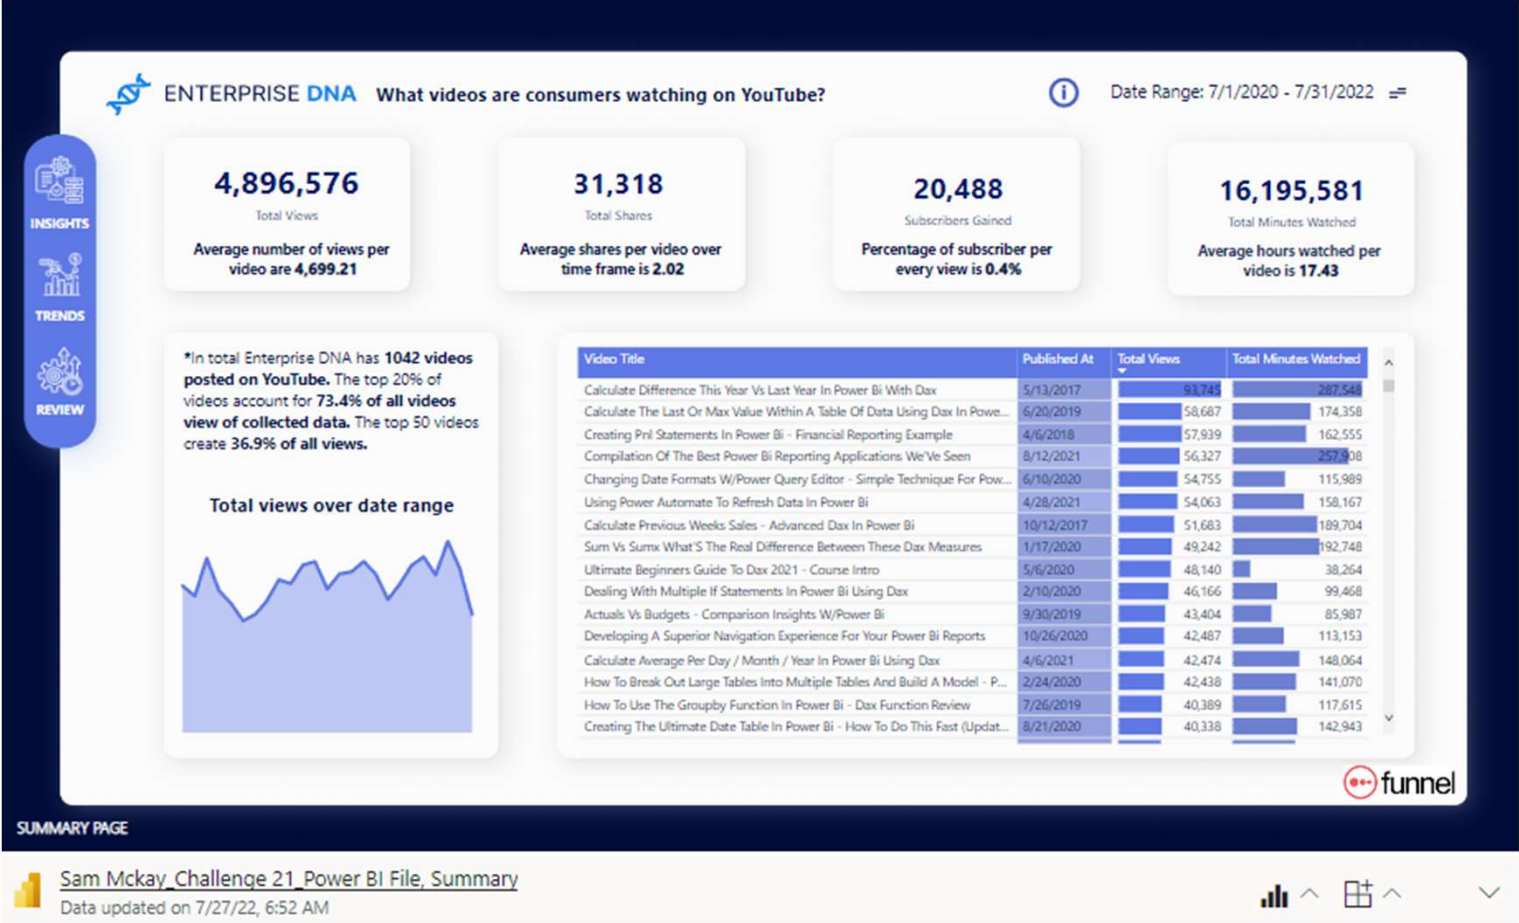 ENTERPRISE DNA What videos are consumers watching on YouTube? Date Range: 7/1/2020 - 7/31/2022
INSIGHTS
TRENDS
REVIEW
4,896,576
Total Views
Average number of views per
video are 4,699.21
31,318
Total Shares
Average shares per video over
time frame is 2.02
20,488
Subscribers Gained
Percentage of subscriber per
every view is 0.4%
16,195,581
Total Minutes Watched
Average hours watched per
video is 17.43
*In total Enterprise DNA has 1042 videos
posted on YouTube. The top 20% of
videos account for 73.4% of all videos
view of collected data. The top 50 videos
create 36.9% of all views.
Total views over date range
Video Title Published At Total Views Total Minutes Watched
Calculate Difference This Year Vs Last Year In Power Bi With Dax 5/13/2017 93,745 287,548
Calculate The Last Or Max Value Within A Table Of Data Using Dax In Powe... 6/20/2019 58,687 174,358
Creating Pnl Statements In Power Bi - Financial Reporting Example 4/6/2018 57,939 162,555
Compilation Of The Best Power Bi Reporting Applications We'Ve Seen 8/12/2021 56,327 257,908
Changing Date Formats W/Power Query Editor - Simple Technique For Pow... 6/10/2020 54,755 115,989
Using Power Automate To Refresh Data In Power Bi 4/28/2021 54,063 158,167
Calculate Previous Weeks Sales - Advanced Dax In Power Bi 10/12/2017 51,683 189,704
Sum Vs Sumx What'S The Real Difference Between These Dax Measures 1/17/2020 49,242 192,748
Ultimate Beginners Guide To Dax 2021 - Course Intro 5/6/2020 48,140 38,264
Dealing With Multiple If Statements In Power Bi Using Dax 2/10/2020 46,166 99,468
Actuals Vs Budgets - Comparison Insights W/Power Bi 9/30/2019 43,404 85,987
Developing A Superior Navigation Experience For Your Power Bi Reports 10/26/2020 42,487 113,153
Calculate Average Per Day / Month / Year In Power Bi Using Dax 4/6/2021 42,474 148,064
How To Break Out Large Tables Into Multiple Tables And Build A Model - P... 2/24/2020 42,438 141,070
How To Use The Groupby Function In Power Bi - Dax Function Review 7/26/2019 40,389 117,615
Creating The Ultimate Date Table In Power Bi - How To Do This Fast (Updat... 8/21/2020 40,338 142,943
funnel
SUMMARY PAGE
Sam Mckay_Challenge 21_Power BI File, Summary
Data updated on 7/27/22, 6:52 AM